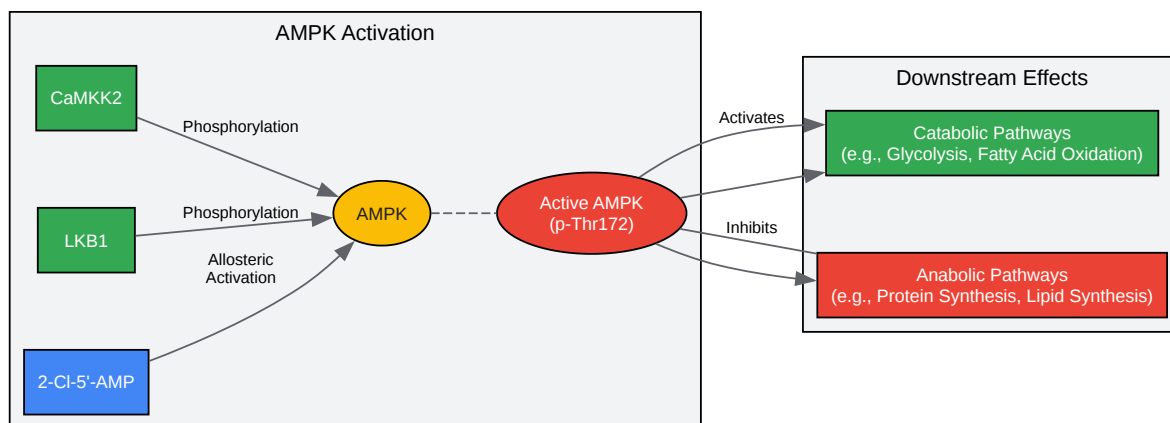 AMPK Activation
CaMKK2
Phosphorylation
LKB1
Phosphorylation
Allosteric
Activation
2-Cl-5'-AMP
AMPK
Active AMPK
(p-Thr172)
Activates
Inhibits
Downstream Effects
Catabolic Pathways
(e.g., Glycolysis, Fatty Acid Oxidation)
Anabolic Pathways
(e.g., Protein Synthesis, Lipid Synthesis)